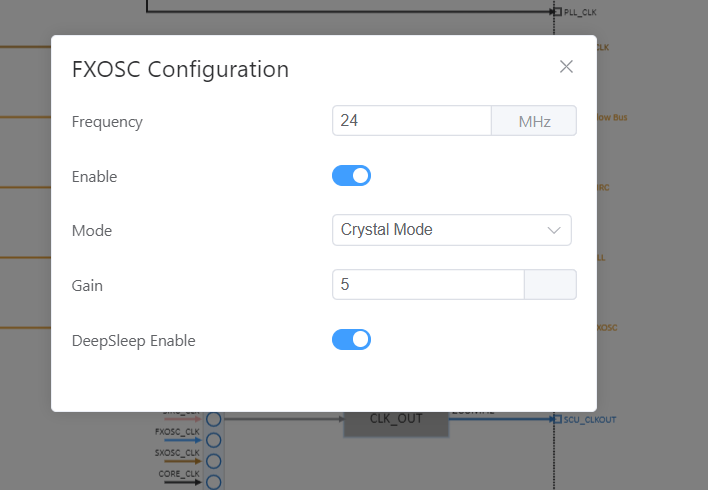 PLL_CLK
FXOSC Configuration
Frequency
24
MHz
Enable
Mode
Crystal Mode
Gain
5
DeepSleep Enable
CLK_OUT
SCU_CLKOUT
FXOSC_CLK
SXOSC_CLK
CORE_CLK